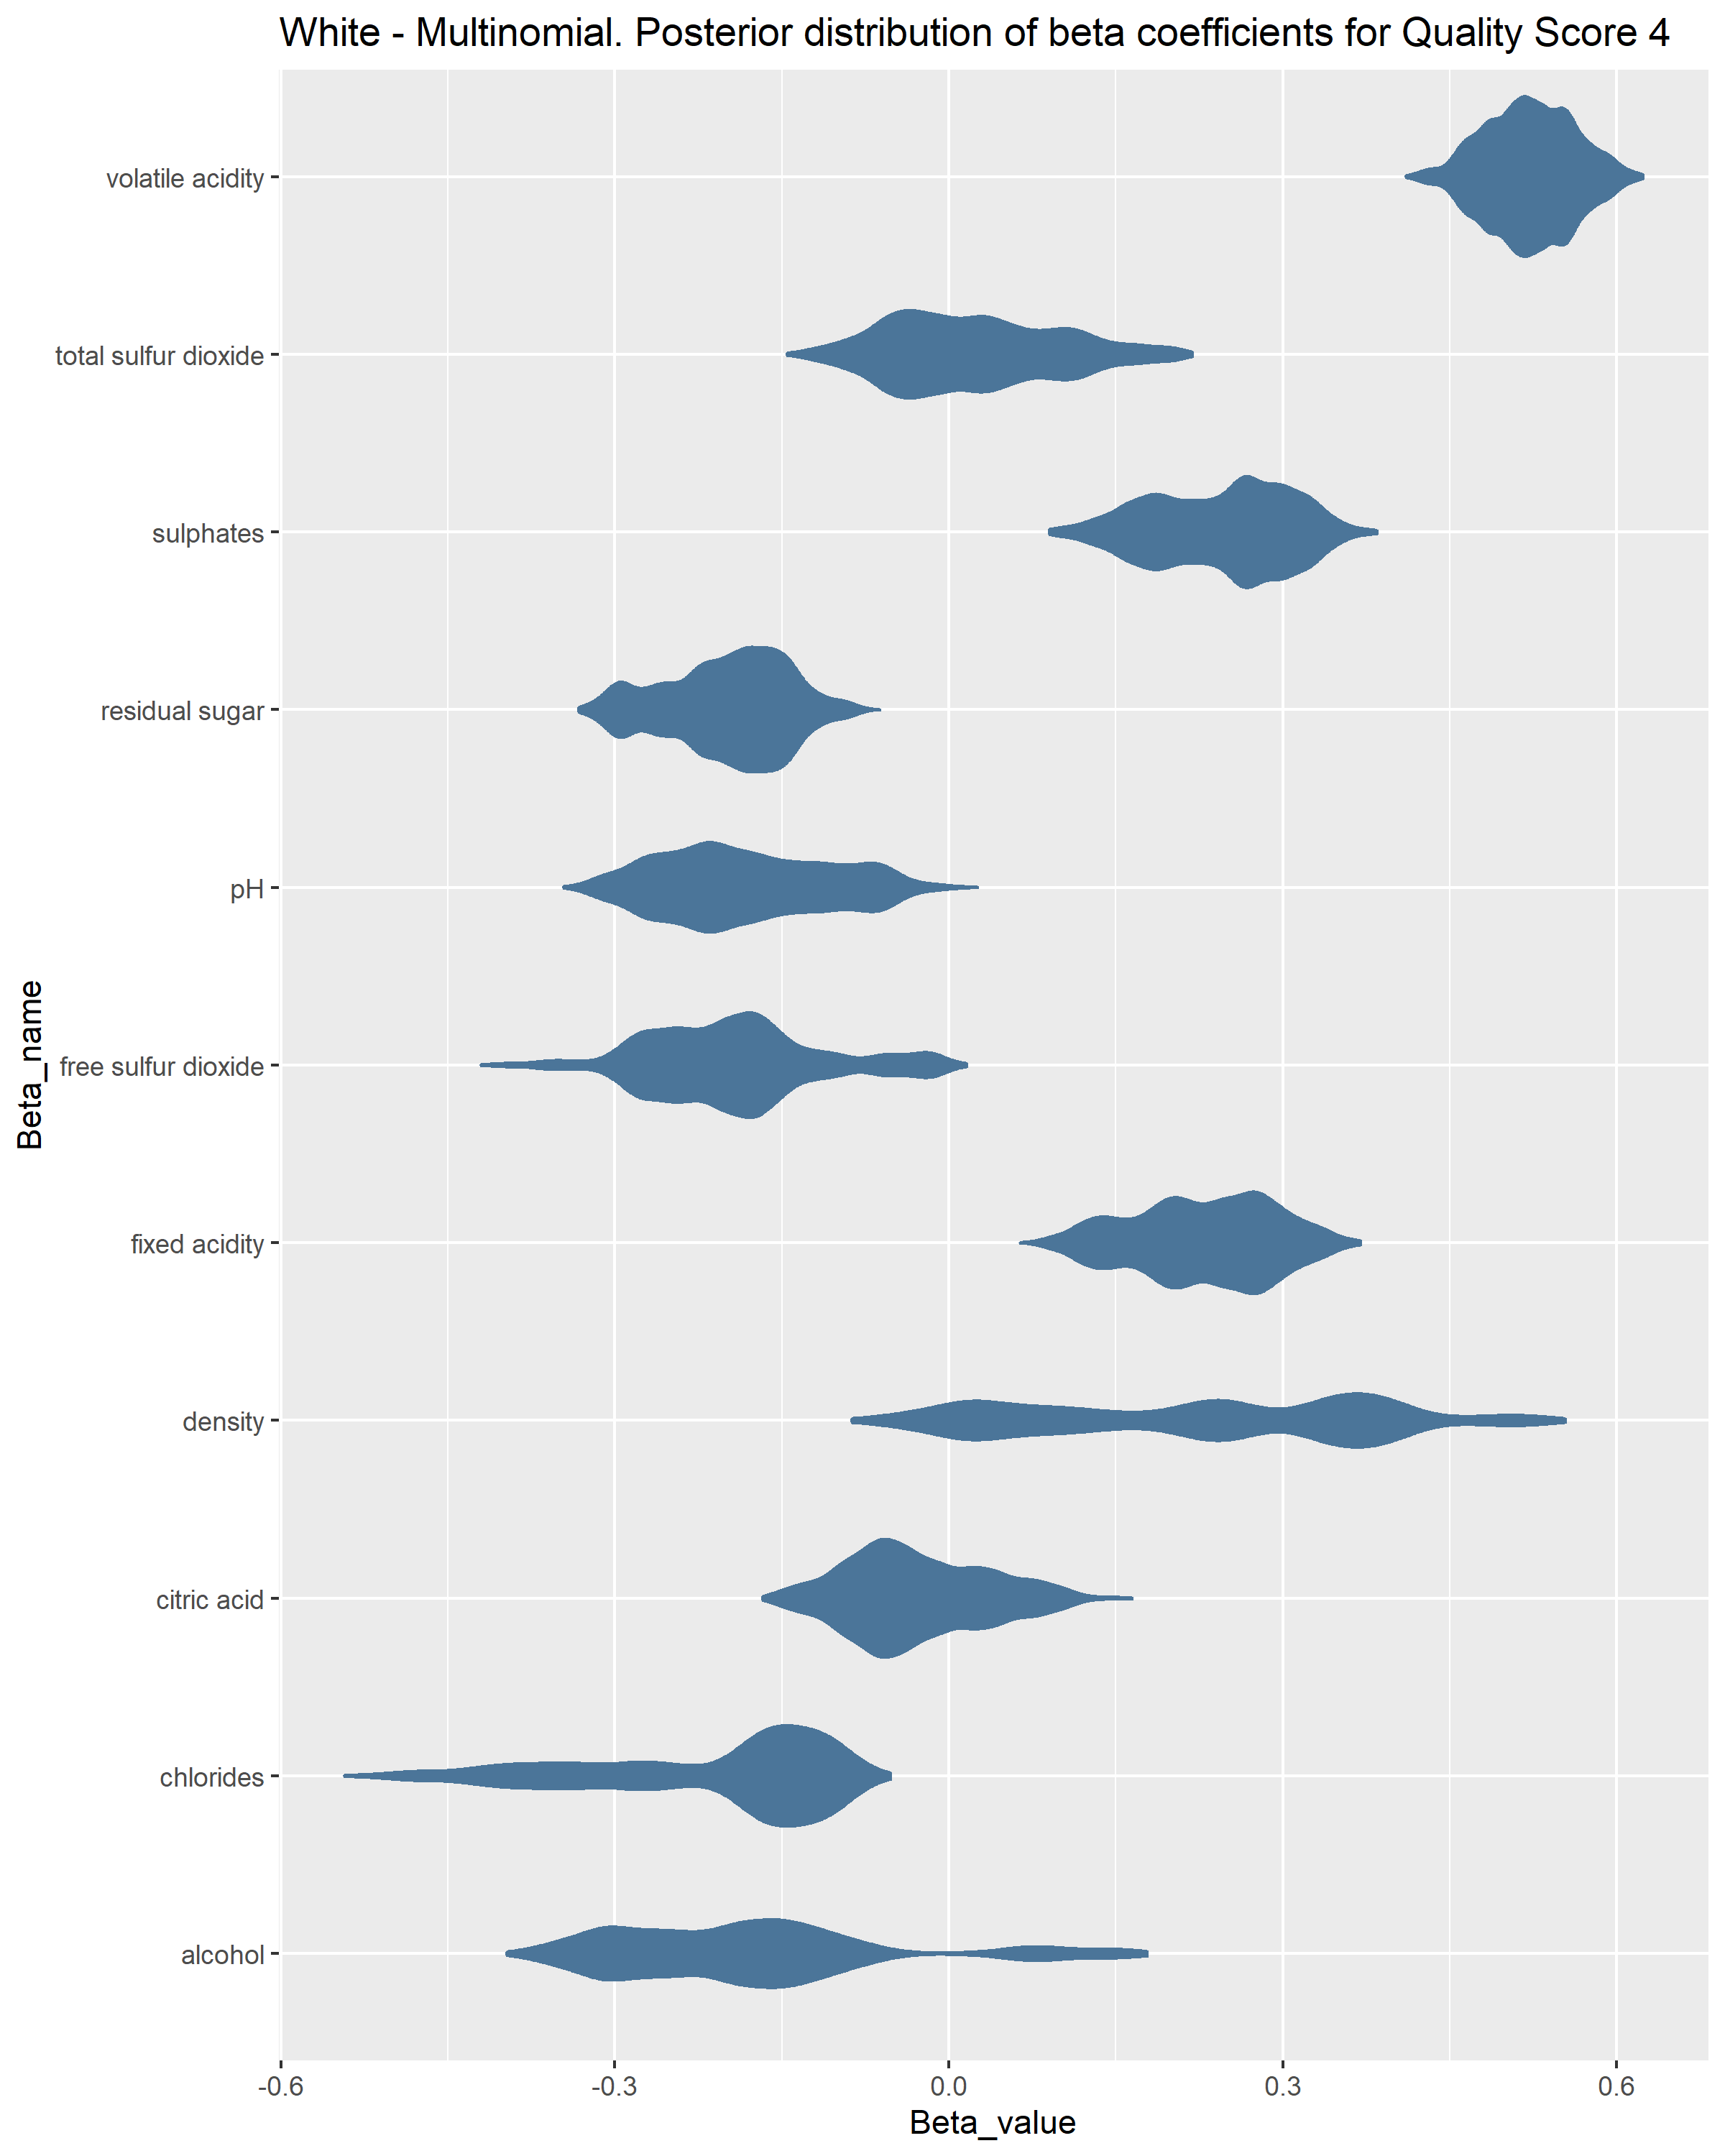 White - Multinomial. Posterior distribution of beta coefficients for Quality Score 4
Beta_name
volatile acidity
total sulfur dioxide
sulphates
residual sugar
pH
free sulfur dioxide
fixed acidity
density
citric acid
chlorides
alcohol
-0.6 -0.3 0.0 0.3 0.6
Beta_value